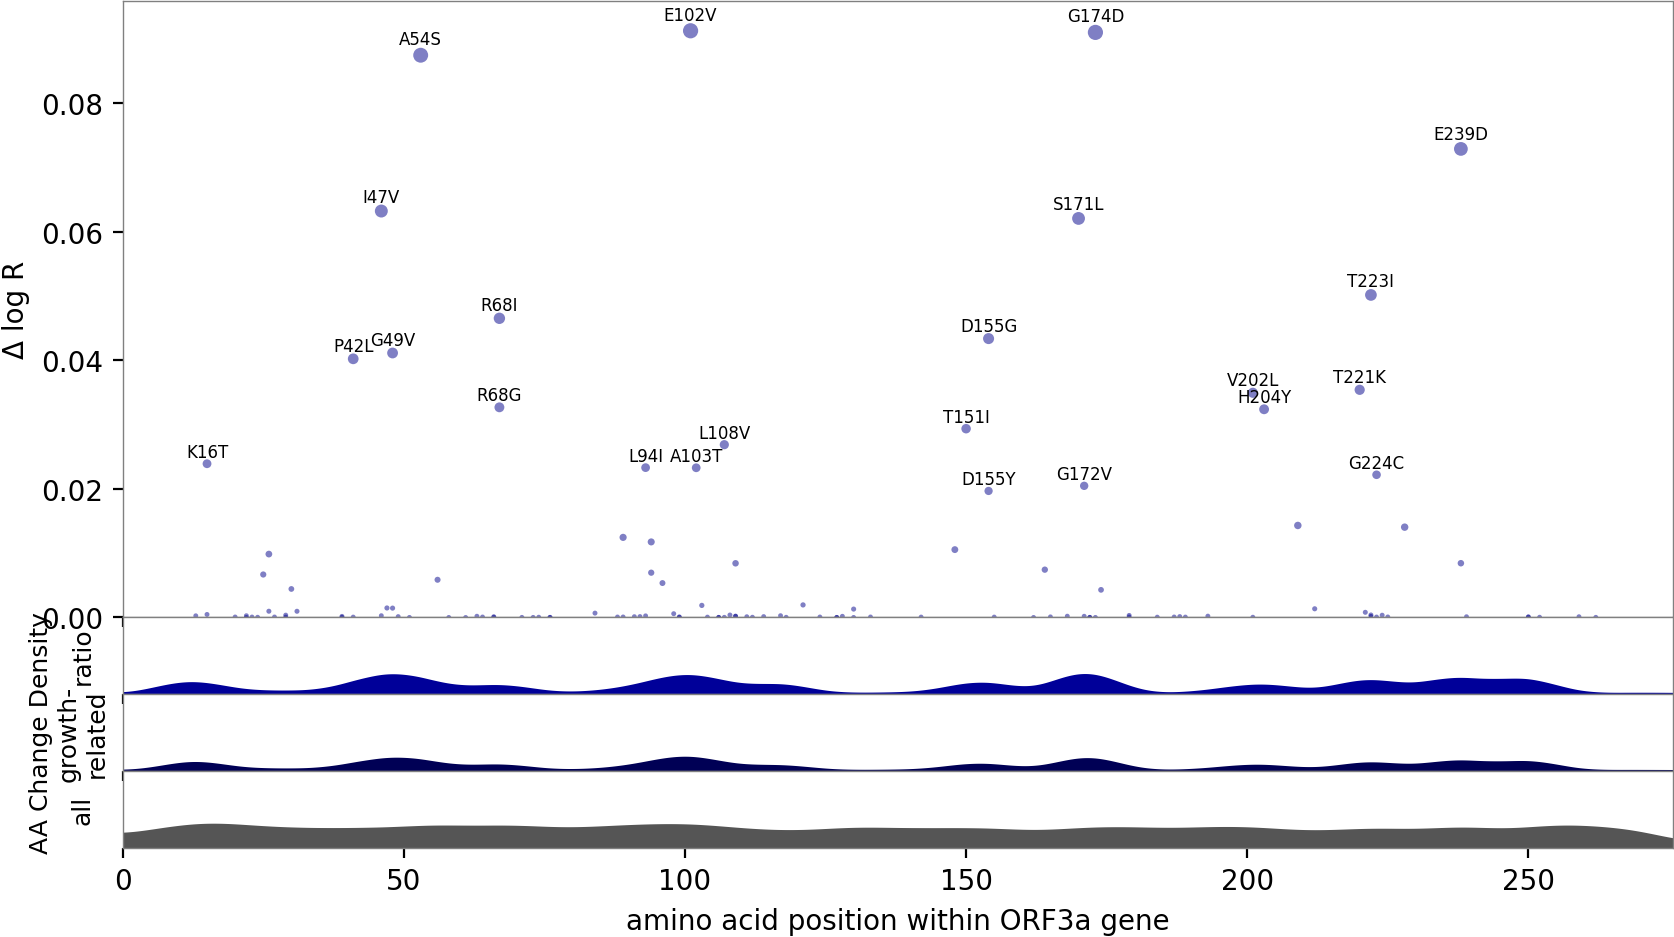 E102V
G174D
A54S
0.08
E239D
I47V
S171L
0.06
T223I
R68I
D155G
Δ log R
P42L
G49V
0.04
V202L
T221K
R68G
H204Y
T151I
L108V
K16T
L94I
A103T
G224C
G172V
D155Y
0.02
0.00
AA Change Density
ratio
growth-
related
all
0
50
100
150
200
250
amino acid position within ORF3a gene